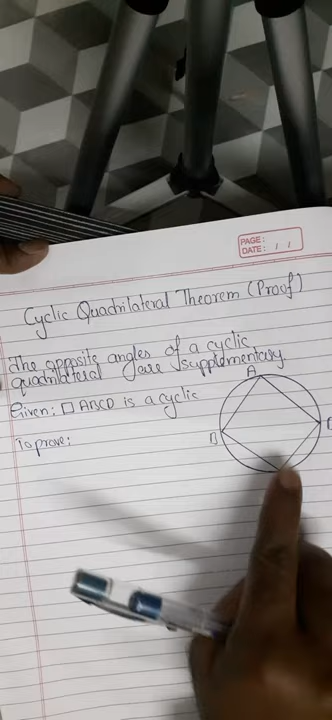 PAGE:
DATE: / /
Cyclic Quadrilateral Theorem (Proof)
The opposite angles of a cyclic
quadrilateral are supplementary.
Given: □ ABCD is a cyclic
To prove:
A